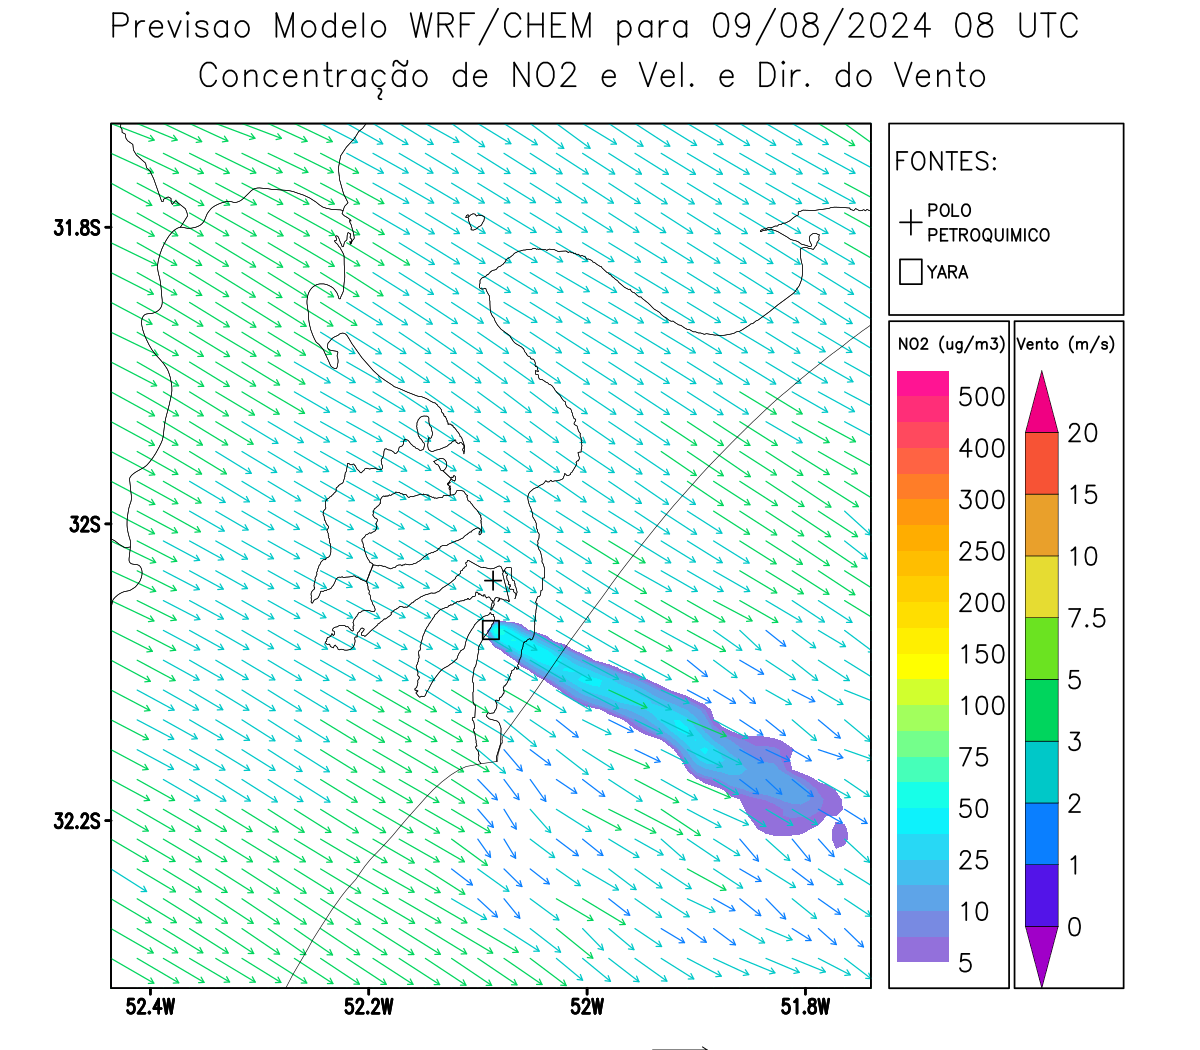 Previsao Modelo WRF/CHEM para 09/08/2024 08 UTC
Concentração de NO2 e Vel. e Dir. do Vento
FONTES:
POLO
PETROQUIMICO
YARA
NO2 (ug/m3)
500
400
300
250
200
150
100
75
50
25
10
5
Vento (m/s)
20
15
10
7.5
5
3
2
1
0
31.8S
32S
32.2S
52.4W
52.2W
52W
51.8W